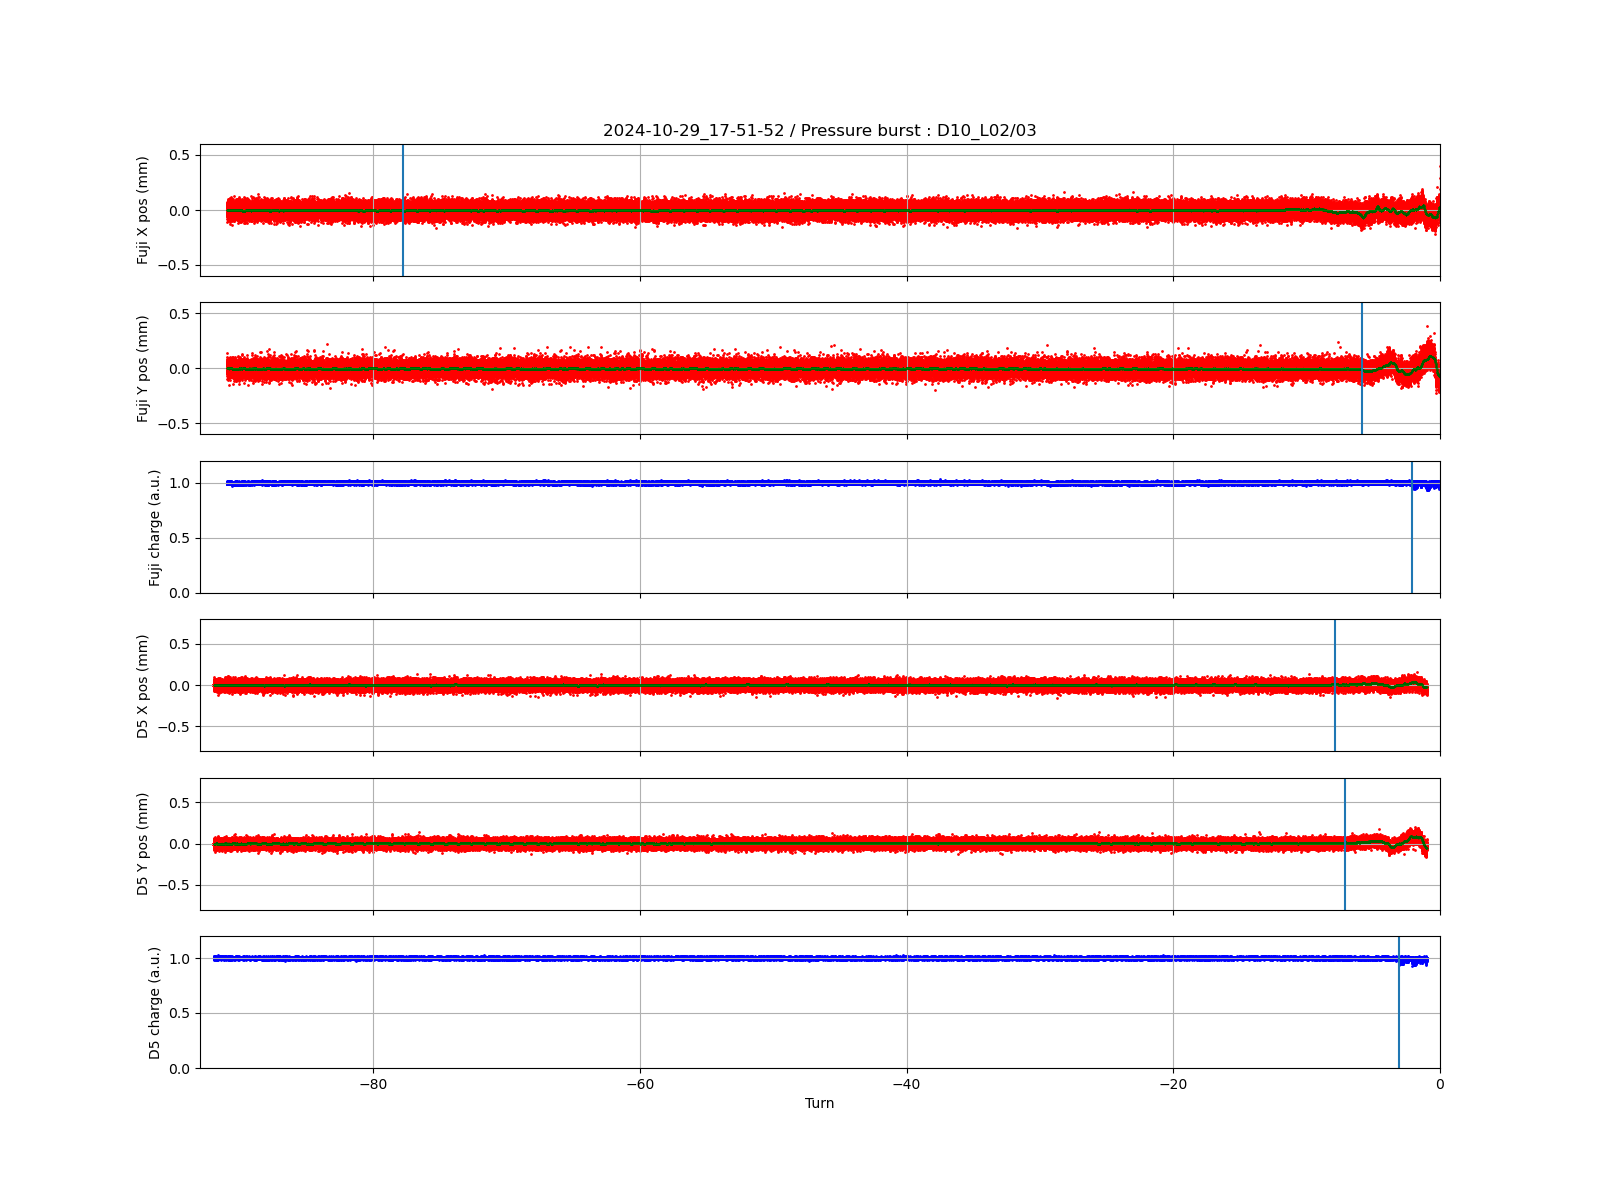 2024-10-29_17-51-52 / Pressure burst : D10_L02/03
Fuji X pos (mm)
0.5
0.0
−0.5
Fuji Y pos (mm)
0.5
0.0
−0.5
Fuji charge (a.u.)
1.0
0.5
0.0
D5 X pos (mm)
0.5
0.0
−0.5
D5 Y pos (mm)
0.5
0.0
−0.5
D5 charge (a.u.)
1.0
0.5
0.0
−80 −60 −40 −20 0
Turn